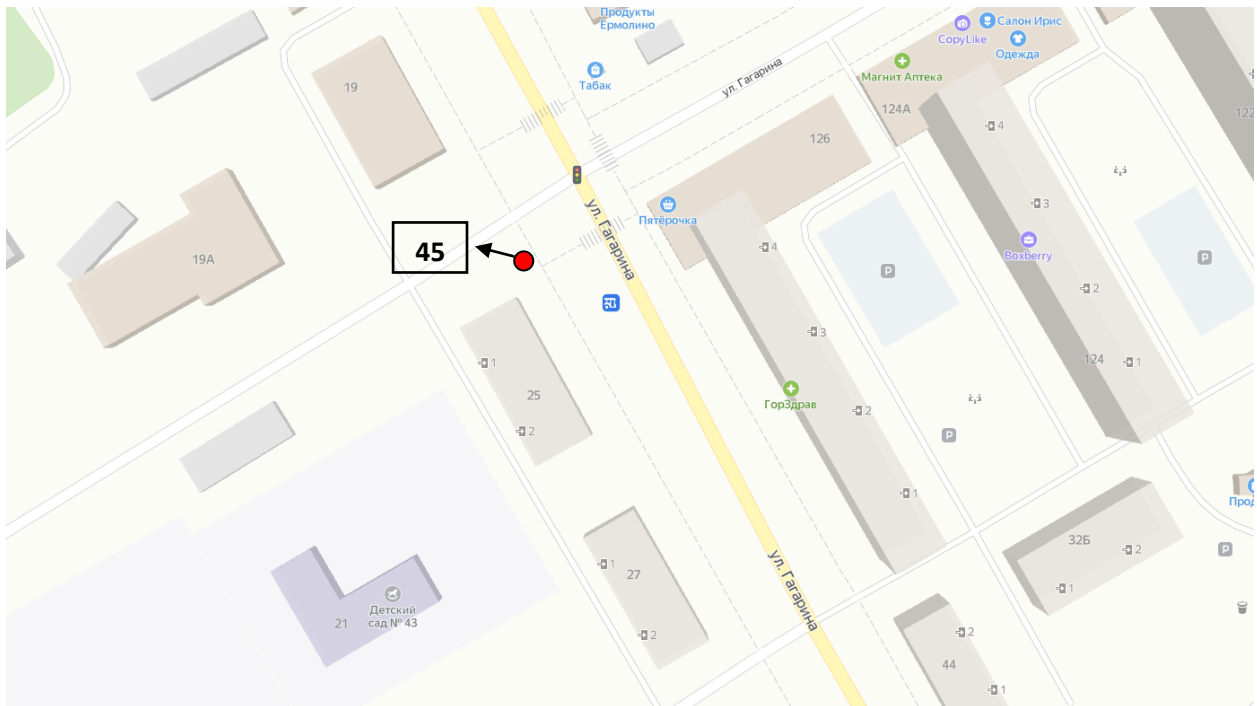 Продукты
Ермолино
Салон Ирис
CopyLike
Одежда
Табак
Магнит Аптека
ул. Гагарина
19
124А
4
122
126
3
Пятёрочка
ул. Гагарина
4
45
19А
Boxberry
P
P
2
3
1
124
1
25
ГорЗдрав
2
2
P
1
Прод
32Б
2
P
1
27
1
ул. Гагарина
Детский
сад № 43
21
2
2
44
1